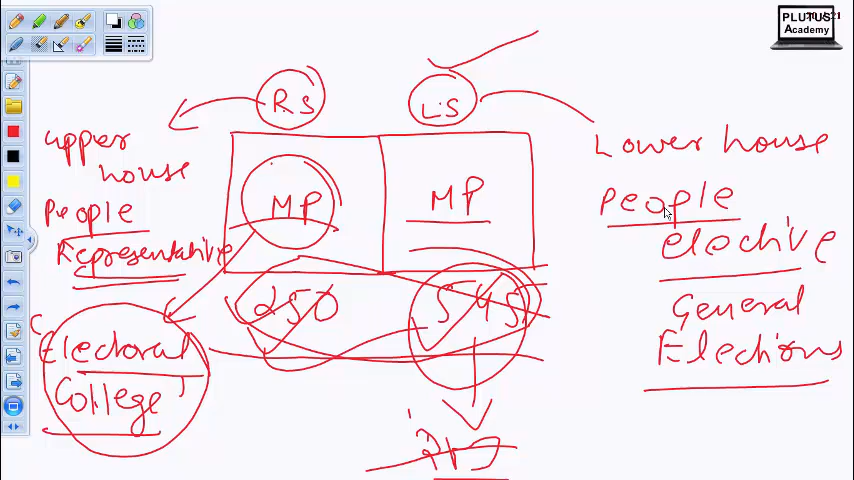 PLUTUS
Academy
RS
L.S
Upper
house
People
Representative
MP
MP
Lower house
People
elective
General
Elections
250
545
Electoral
College